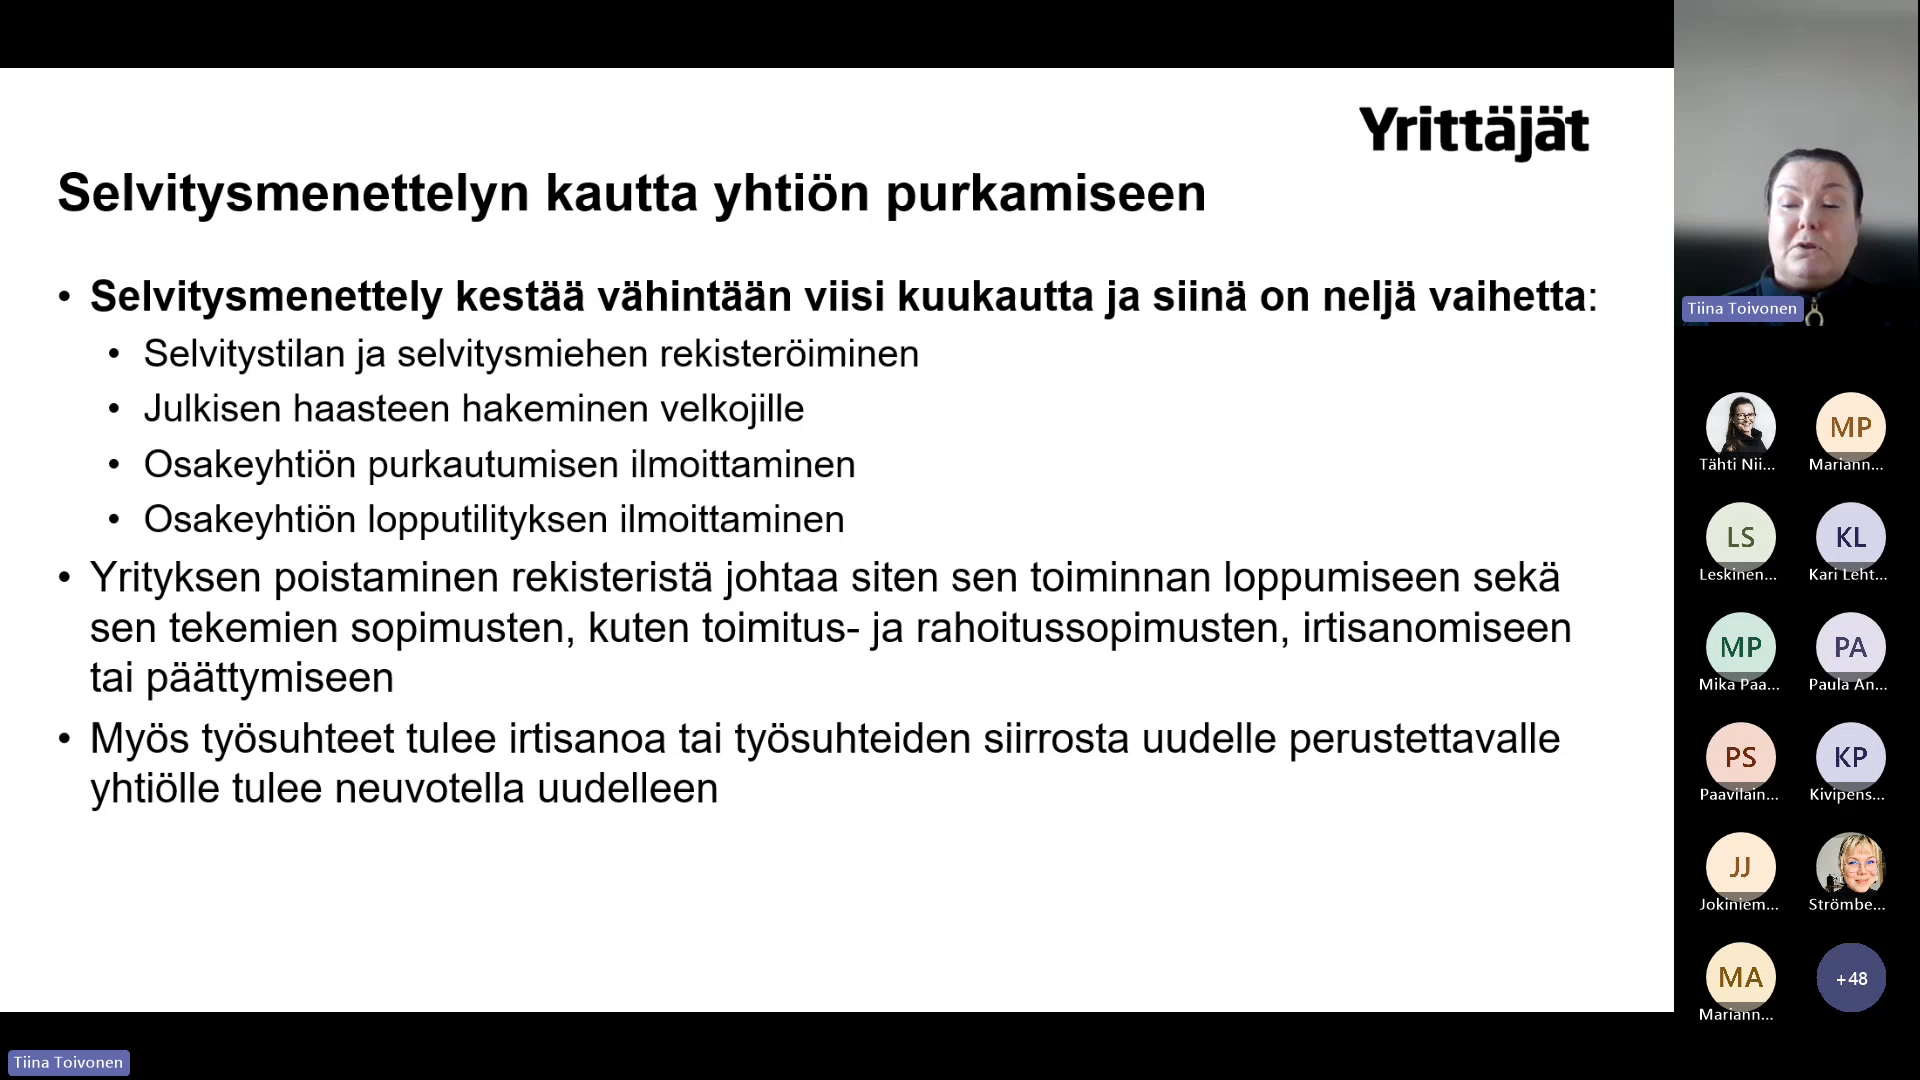 Yrittäjät
Selvitysmenettelyn kautta yhtiön purkamiseen
• Selvitysmenettely kestää vähintään viisi kuukautta ja siinä on neljä vaihetta:
• Selvitystilan ja selvitysmiehen rekisteröiminen
• Julkisen haasteen hakeminen velkojille
• Osakeyhtiön purkautumisen ilmoittaminen
• Osakeyhtiön lopputilityksen ilmoittaminen
• Yrityksen poistaminen rekisteristä johtaa siten sen toiminnan loppumiseen sekä
sen tekemien sopimusten, kuten toimitus- ja rahoitussopimusten, irtisanomiseen
tai päättymiseen
• Myös työsuhteet tulee irtisanoa tai työsuhteiden siirrosta uudelle perustettavalle
yhtiölle tulee neuvotella uudelleen
Tiina Toivonen
Tähti Nii...
MP
Mariann...
LS
Leskinen...
KL
Kari Leht...
MP
Mika Paa...
PA
Paula An...
PS
Paavilain...
KP
Kivipens...
JJ
Jokiniem...
Strömbe...
MA
Mariann...
+48
Tiina Toivonen